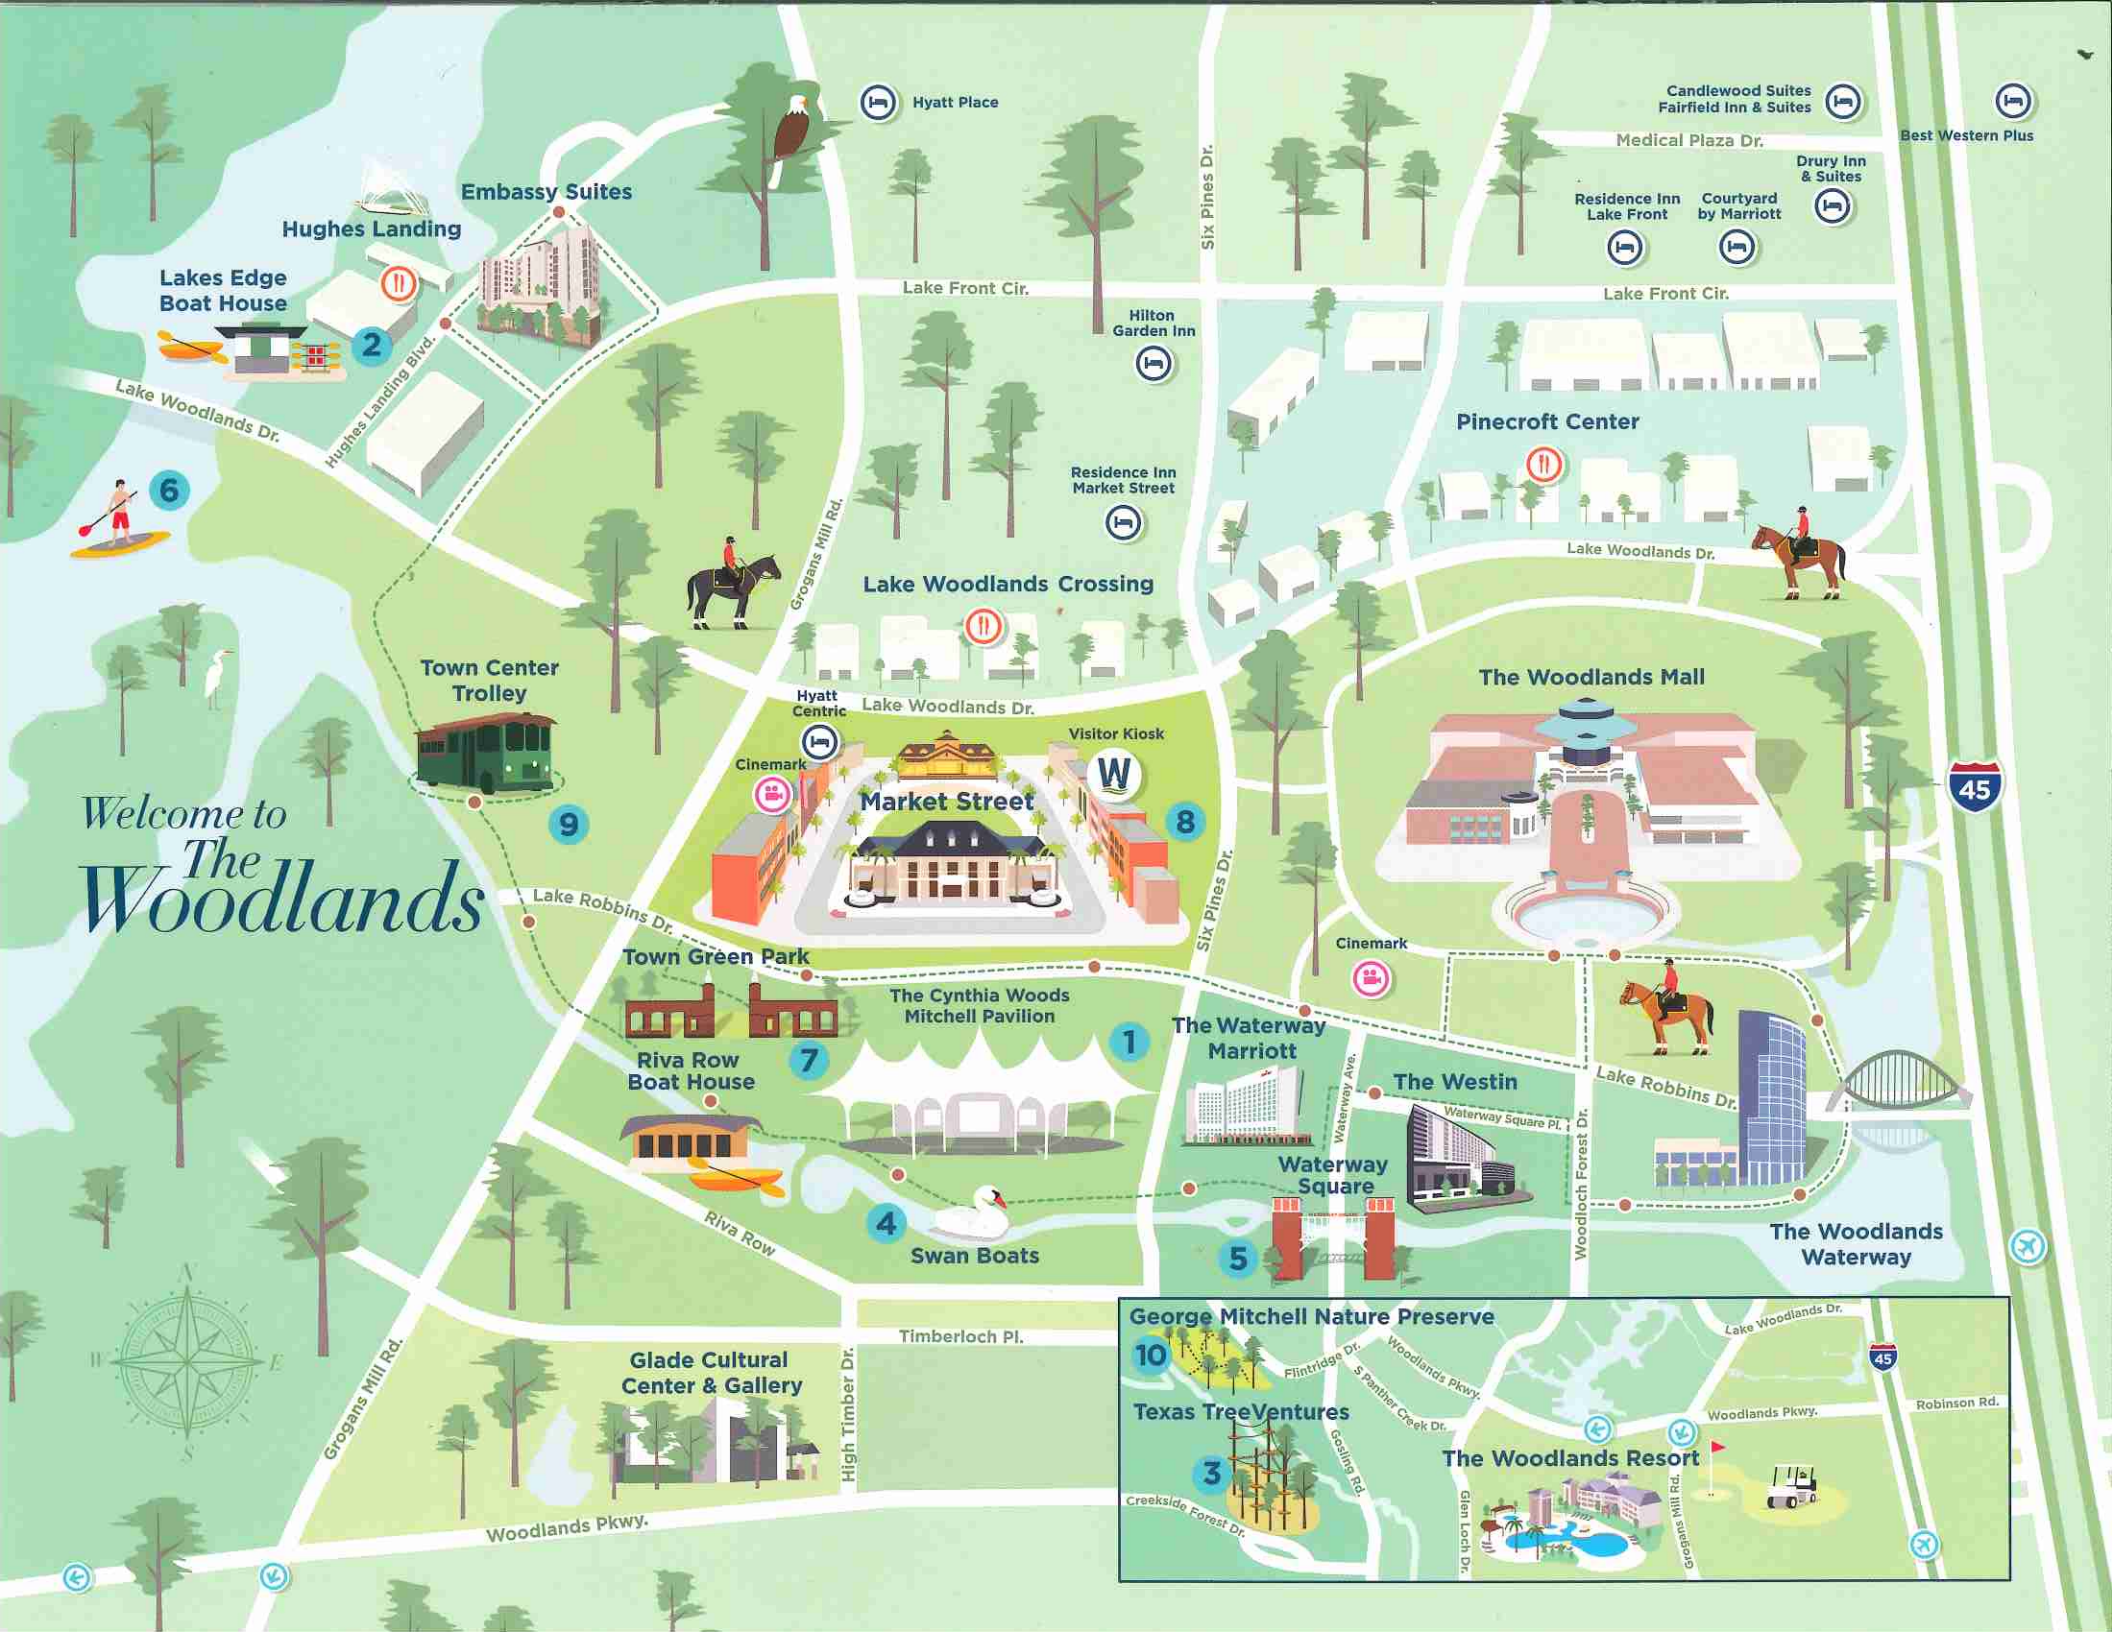 Hyatt Place
Candlewood Suites
Fairfield Inn & Suites
Best Western Plus
Medical Plaza Dr.
Drury Inn
& Suites
Residence Inn
Lake Front
Courtyard
by Marriott
Six Pines Dr.
Embassy Suites
Hughes Landing
Lakes Edge
Boat House
2
Hughes Landing Blvd.
Lake Woodlands Dr.
6
Lake Front Cir.
Lake Front Cir.
Hilton
Garden Inn
Pinecroft Center
Residence Inn
Market Street
Grogans Mill Rd.
Lake Woodlands Dr.
Lake Woodlands Crossing
Town Center
Trolley
9
Hyatt
Centric
Lake Woodlands Dr.
Visitor Kiosk
W
Cinemark
Market Street
8
The Woodlands Mall
45
Welcome to
The
Woodlands
Lake Robbins Dr.
Six Pines Dr.
Town Green Park
7
The Cynthia Woods
Mitchell Pavilion
1
Cinemark
The Waterway
Marriott
Riva Row
Boat House
Waterway Ave.
The Westin
Waterway Square Pl.
Lake Robbins Dr.
Woodloch Forest Dr.
Waterway
Square
5
4
Swan Boats
Riva Row
The Woodlands
Waterway
N
W
E
S
Grogans Mill Rd.
Timberloch Pl.
High Timber Dr.
Glade Cultural
Center & Gallery
Woodlands Pkwy.
George Mitchell Nature Preserve
10
Flintridge Dr.
Woodlands Pkwy.
S Panther Creek Dr.
Lake Woodlands Dr.
45
Robinson Rd.
Woodlands Pkwy.
Texas TreeVentures
3
Gosling Rd.
Creekside Forest Dr.
The Woodlands Resort
Glen Loch Dr.
Grogans Mill Rd.